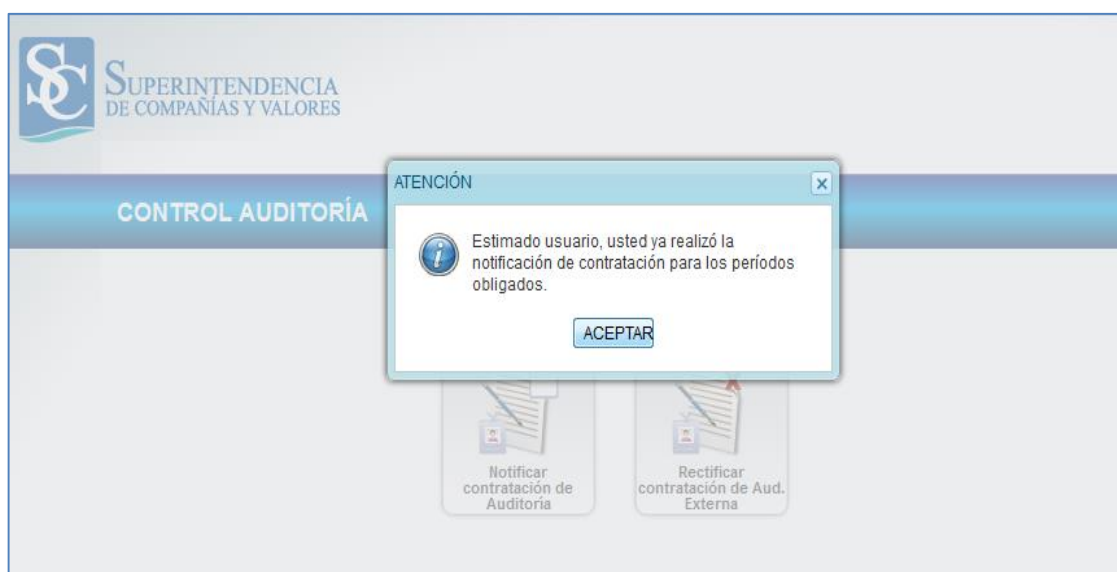 SC
SUPERINTENDENCIA
DE COMPAÑÍAS Y VALORES
ATENCIÓN
CONTROL AUDITORÍA
Estimado usuario, usted ya realizó la
notificación de contratación para los períodos
obligados.
ACEPTAR
Notificar
contratación de
Auditoría
Rectificar
contratación de Aud.
Externa